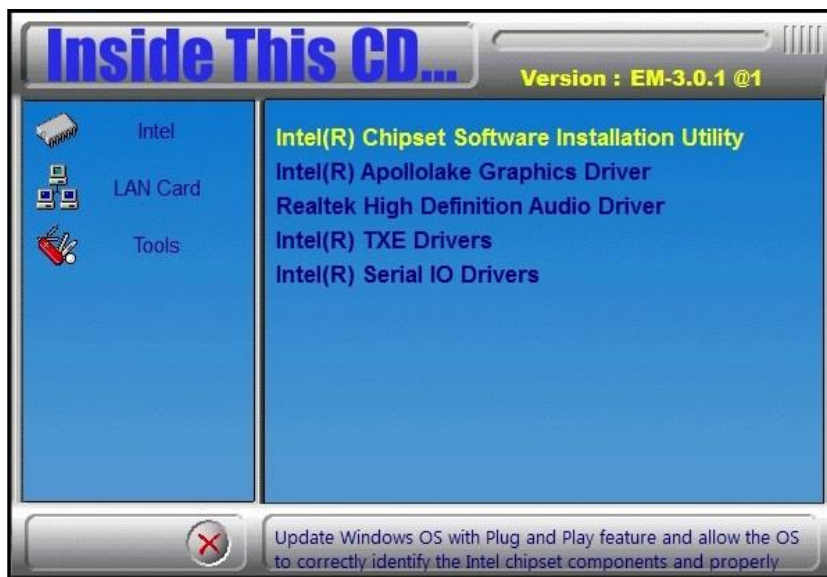 Inside This CD...
Version : EM-3.0.1 @1
Intel
LAN Card
Tools
Intel(R) Chipset Software Installation Utility
Intel(R) Apollolake Graphics Driver
Realtek High Definition Audio Driver
Intel(R) TXE Drivers
Intel(R) Serial IO Drivers
Update Windows OS with Plug and Play feature and allow the OS
to correctly identify the Intel chipset components and properly